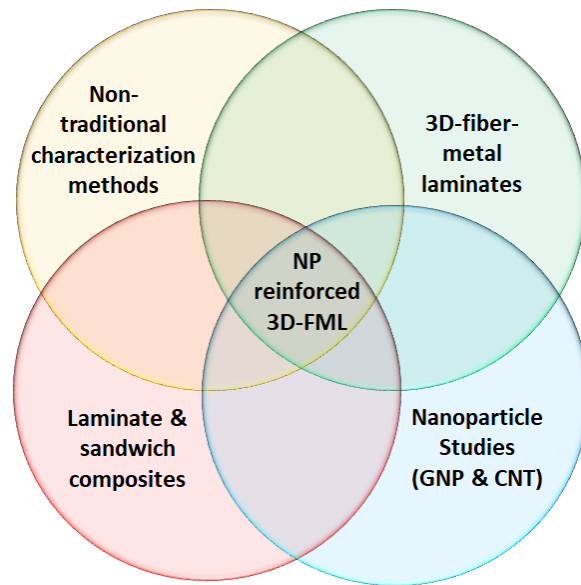 Non-
traditional
characterization
methods
3D-fiber-
metal
laminates
NP
reinforced
3D-FML
Laminate &
sandwich
composites
Nanoparticle
Studies
(GNP & CNT)